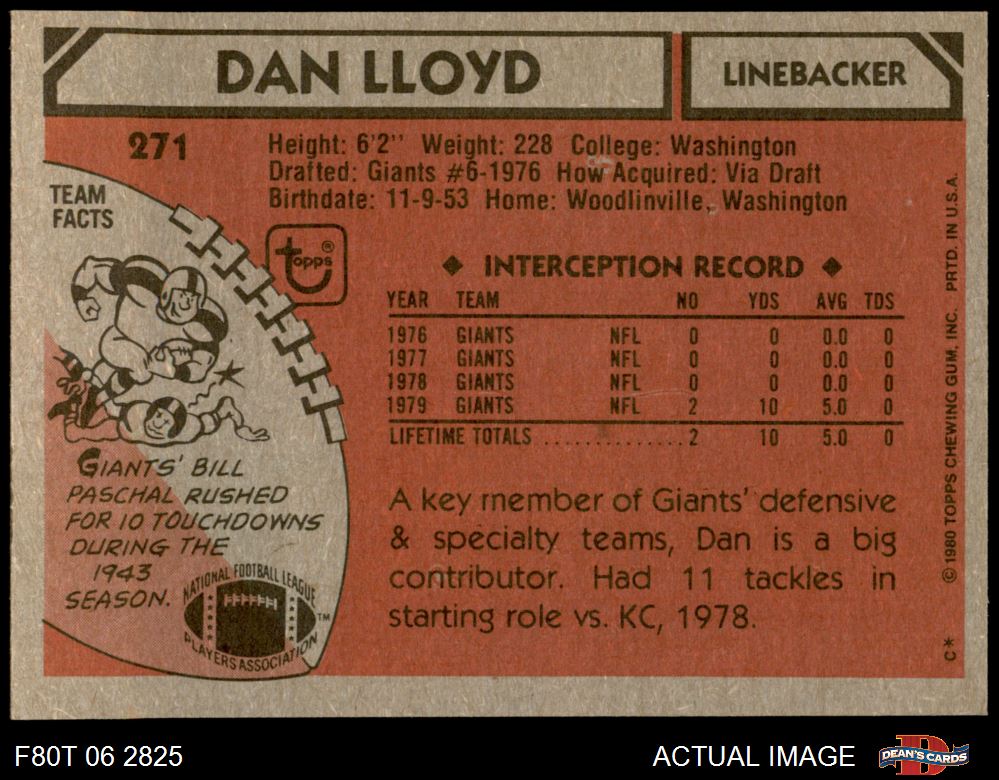 DAN LLOYD
LINEBACKER
271
Height: 6'2'' Weight: 228 College: Washington
Drafted: Giants #6-1976 How Acquired: Via Draft
Birthdate: 11-9-53 Home: Woodlinville, Washington
TEAM
FACTS
topps®
◆ INTERCEPTION RECORD ◆
YEAR TEAM NO YDS AVG TDS
1976 GIANTS NFL 0 0 0.0 0
1977 GIANTS NFL 0 0 0.0 0
1978 GIANTS NFL 0 0 0.0 0
1979 GIANTS NFL 2 10 5.0 0
LIFETIME TOTALS ............. 2 10 5.0 0
GIANTS' BILL
PASCHAL RUSHED
FOR 10 TOUCHDOWNS
DURING THE
1943
SEASON.
A key member of Giants' defensive
& specialty teams, Dan is a big
contributor. Had 11 tackles in
starting role vs. KC, 1978.
NATIONAL FOOTBALL LEAGUE
PLAYERS ASSOCIATION
TM
© 1980 TOPPS CHEWING GUM, INC. PRTD. IN U.S.A.
C*
F80T 06 2825
ACTUAL IMAGE
DEAN'S CARDS